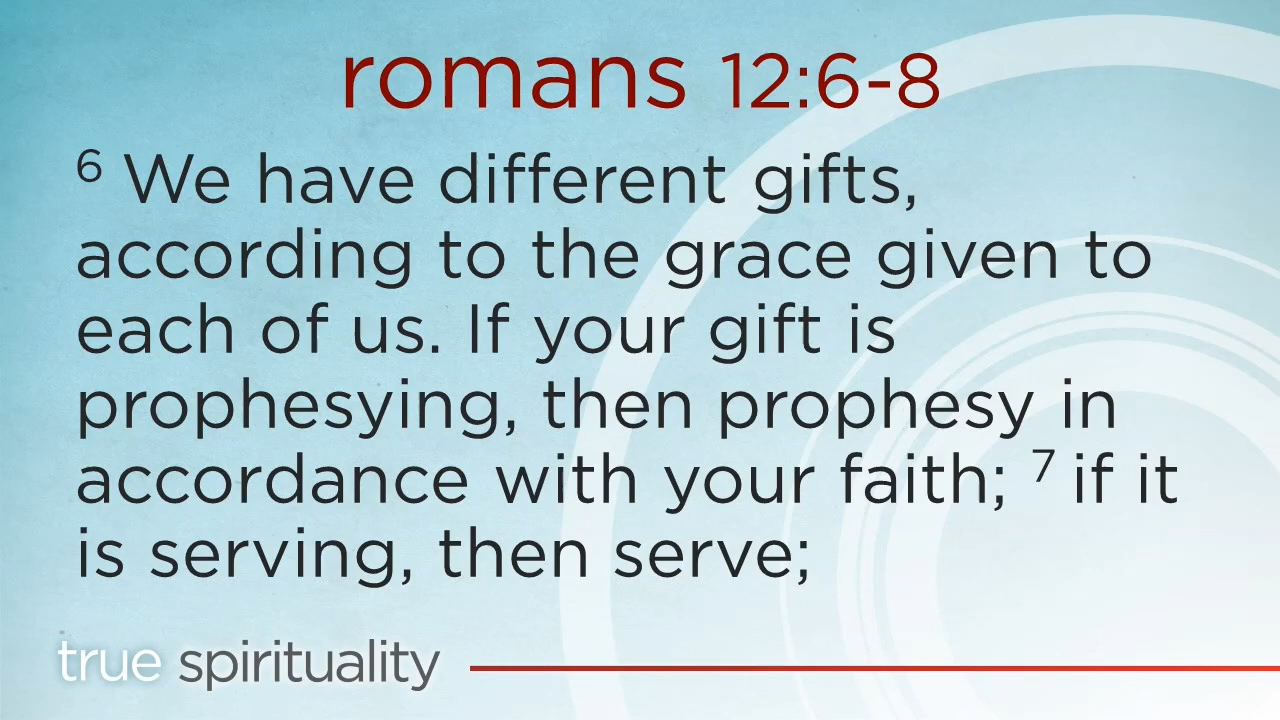 romans 12:6-8
6 We have different gifts,
according to the grace given to
each of us. If your gift is
prophesying, then prophesy in
accordance with your faith; 7 if it
is serving, then serve;
true spirituality